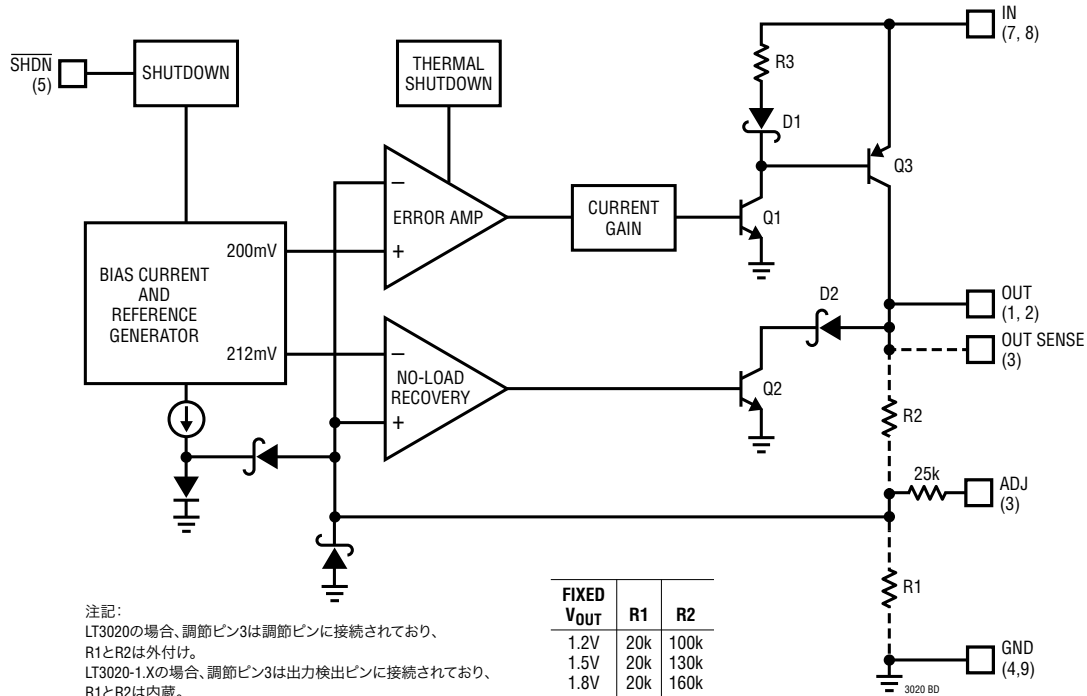 IN
(7, 8)
SHDN
(5)
SHUTDOWN
THERMAL
SHUTDOWN
R3
D1
Q3
ERROR AMP
–
+
CURRENT
GAIN
Q1
200mV
BIAS CURRENT
AND
REFERENCE
GENERATOR
212mV
D2
OUT
(1, 2)
OUT SENSE
(3)
–
NO-LOAD
RECOVERY
+
Q2
R2
25k
ADJ
(3)
R1
GND
(4,9)
3020 BD
注記:
LT3020の場合、調節ピン3は調節ピンに接続されており、
R1とR2は外付け。
LT3020-1.Xの場合、調節ピン3は出力検出ピンに接続されており、
R1とR2は内蔵。
FIXED
VOUT R1 R2
1.2V 20k 100k
1.5V 20k 130k
1.8V 20k 160k